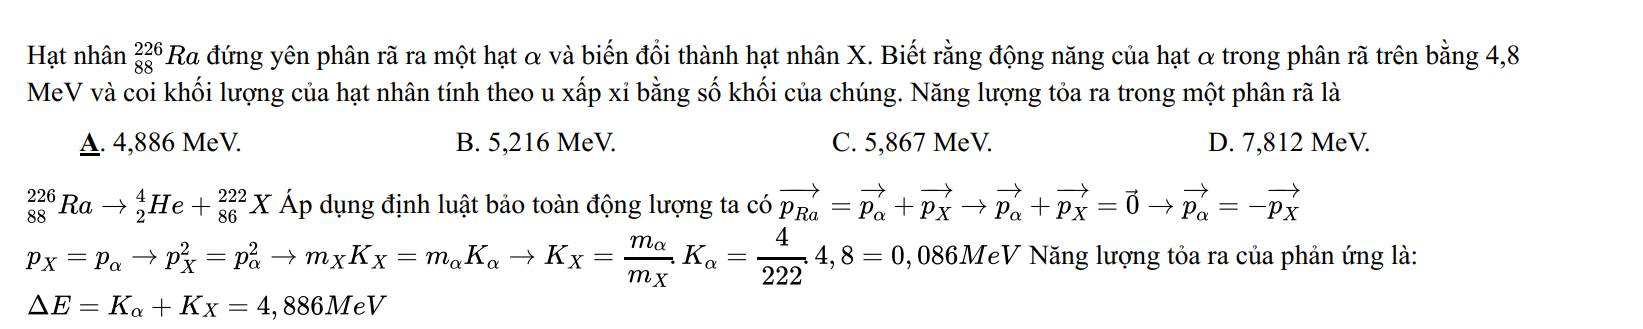 Hạt nhân $^{226}_{88}Ra$ đứng yên phân rã ra một hạt α và biến đổi thành hạt nhân X. Biết rằng động năng của hạt α trong phân rã trên bằng 4,8
MeV và coi khối lượng của hạt nhân tính theo u xấp xỉ bằng số khối của chúng. Năng lượng tỏa ra trong một phân rã là
A. 4,886 MeV. B. 5,216 MeV. C. 5,867 MeV. D. 7,812 MeV.
$^{226}_{88}Ra \rightarrow ^{4}_{2}He + ^{222}_{86}X$ Áp dụng định luật bảo toàn động lượng ta có $\overrightarrow{p_{Ra}} = \overrightarrow{p_{\alpha}} + \overrightarrow{p_X} \rightarrow \overrightarrow{p_{\alpha}} + \overrightarrow{p_X} = \vec{0} \rightarrow \overrightarrow{p_{\alpha}} = -\overrightarrow{p_X}$
$p_X = p_{\alpha} \rightarrow p_X^2 = p_{\alpha}^2 \rightarrow m_X K_X = m_{\alpha} K_{\alpha} \rightarrow K_X = \frac{m_{\alpha}}{m_X}.K_{\alpha} = \frac{4}{222}.4,8 = 0,086MeV$ Năng lượng tỏa ra của phản ứng là:
$\Delta E = K_{\alpha} + K_X = 4,886MeV$